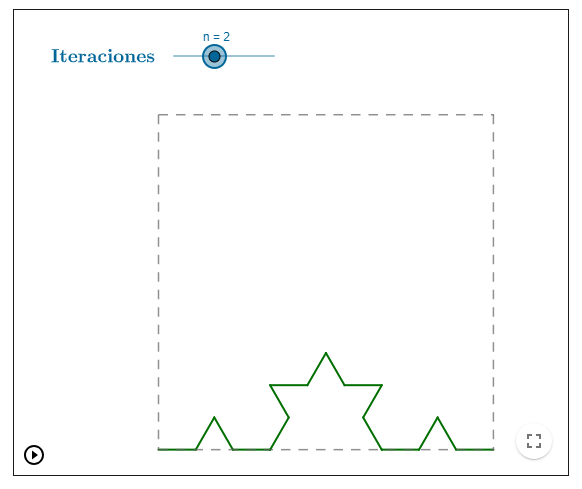 n = 2
Iteraciones